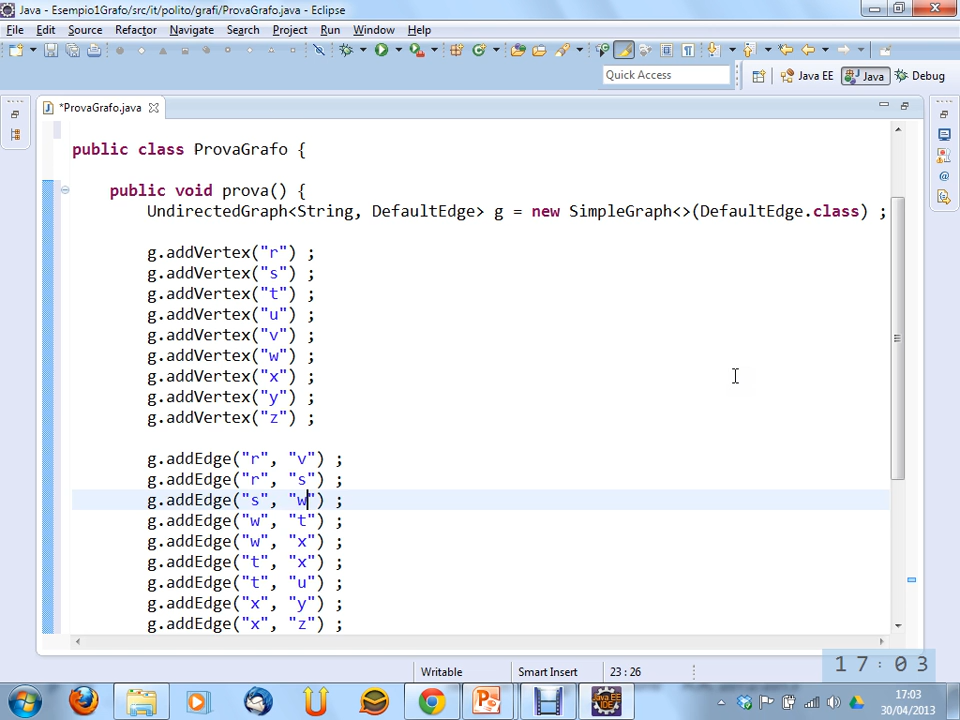 Java - Esempio1Grafo/src/it/polito/grafi/ProvaGrafo.java - Eclipse
File Edit Source Refactor Navigate Search Project Run Window Help
Quick Access
Java EE Java Debug
*ProvaGrafo.java
public class ProvaGrafo {
public void prova() {
UndirectedGraph<String, DefaultEdge> g = new SimpleGraph<>(DefaultEdge.class) ;
g.addVertex("r") ;
g.addVertex("s") ;
g.addVertex("t") ;
g.addVertex("u") ;
g.addVertex("v") ;
g.addVertex("w") ;
g.addVertex("x") ;
g.addVertex("y") ;
g.addVertex("z") ;
g.addEdge("r", "v") ;
g.addEdge("r", "s") ;
g.addEdge("s", "w") ;
g.addEdge("w", "t") ;
g.addEdge("w", "x") ;
g.addEdge("t", "x") ;
g.addEdge("t", "u") ;
g.addEdge("x", "y") ;
g.addEdge("x", "z") ;
Writable Smart Insert 23 : 26
17:03
Java EE
IDE
17:03
30/04/2013